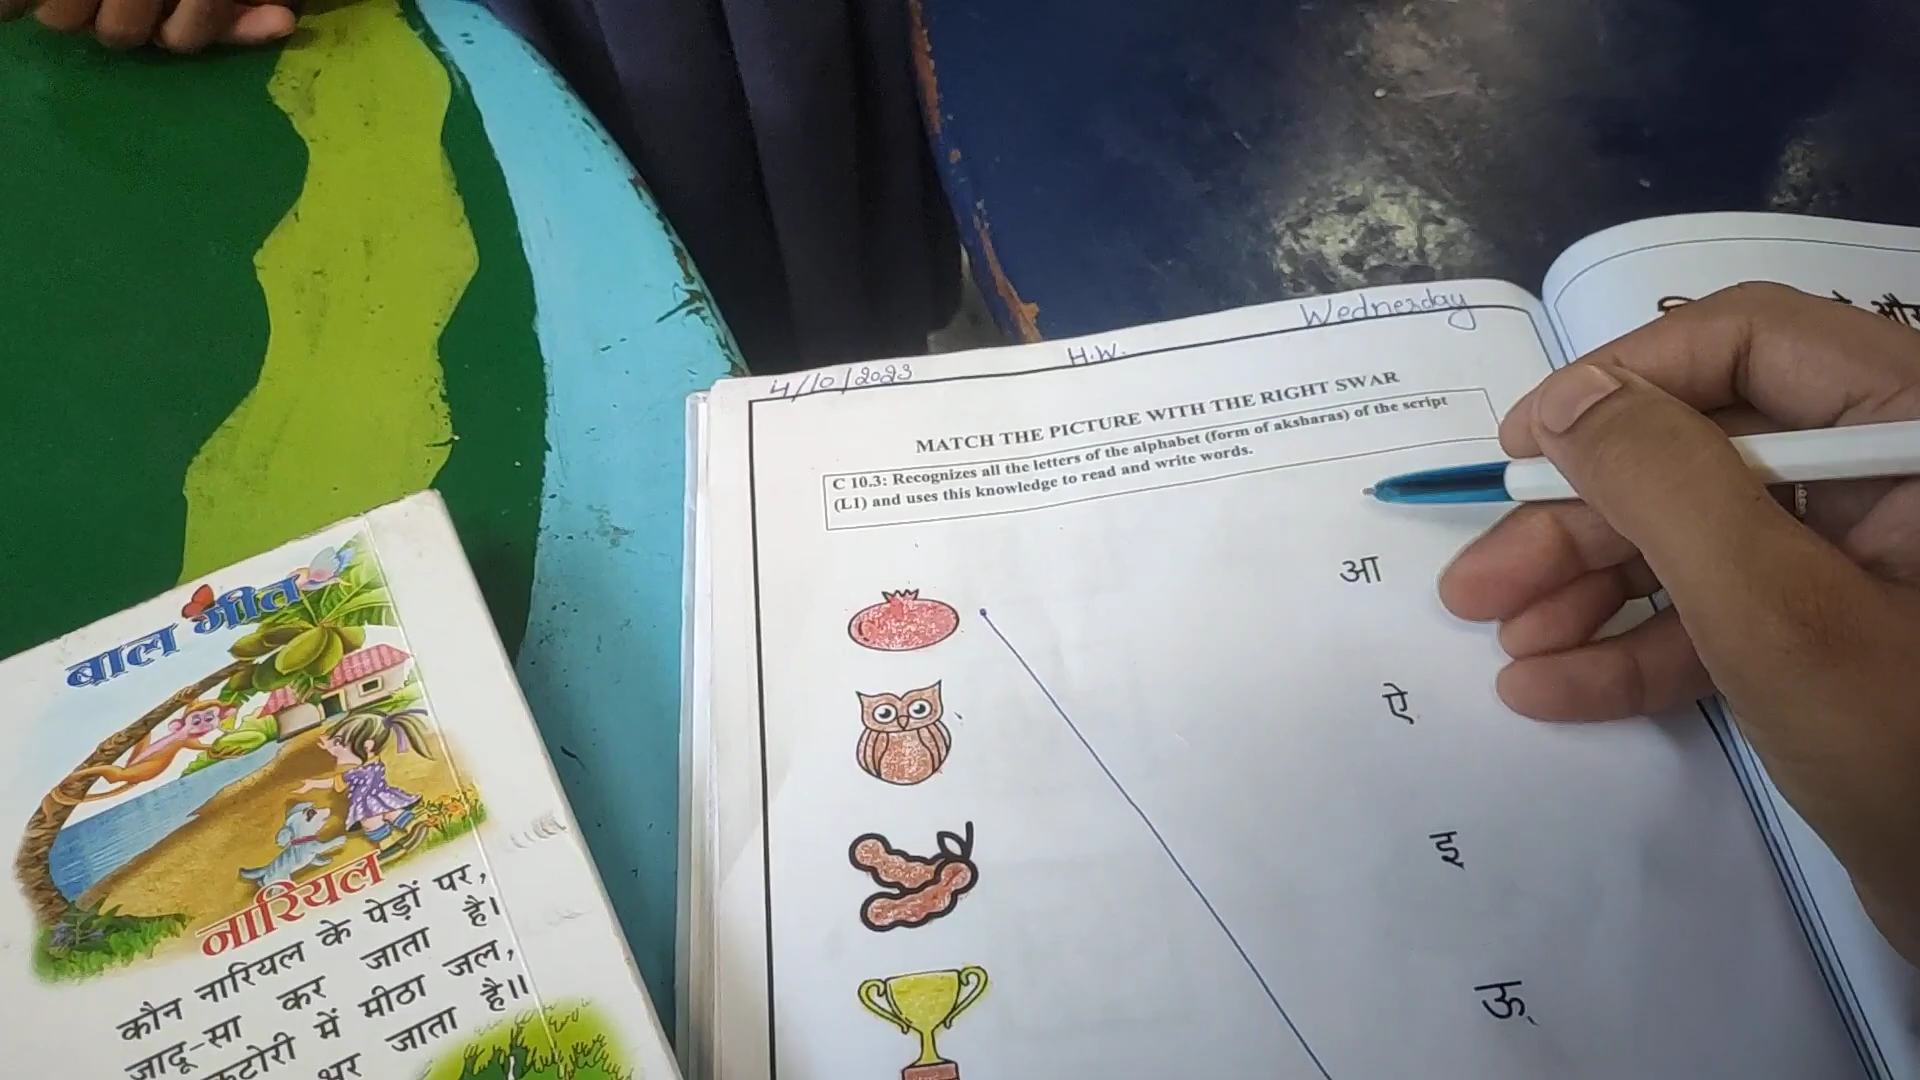 बाल गीत
नारियल
कौन नारियल के पेड़ों पर,
जादू-सा कर जाता है।
कटोरी में मीठा जल,
भर जाता है॥
4/10/2023 H.W. Wednesday
MATCH THE PICTURE WITH THE RIGHT SWAR
C 10.3: Recognizes all the letters of the alphabet (form of aksharas) of the script
(L1) and uses this knowledge to read and write words.
आ
ऐ
इ
ऊ